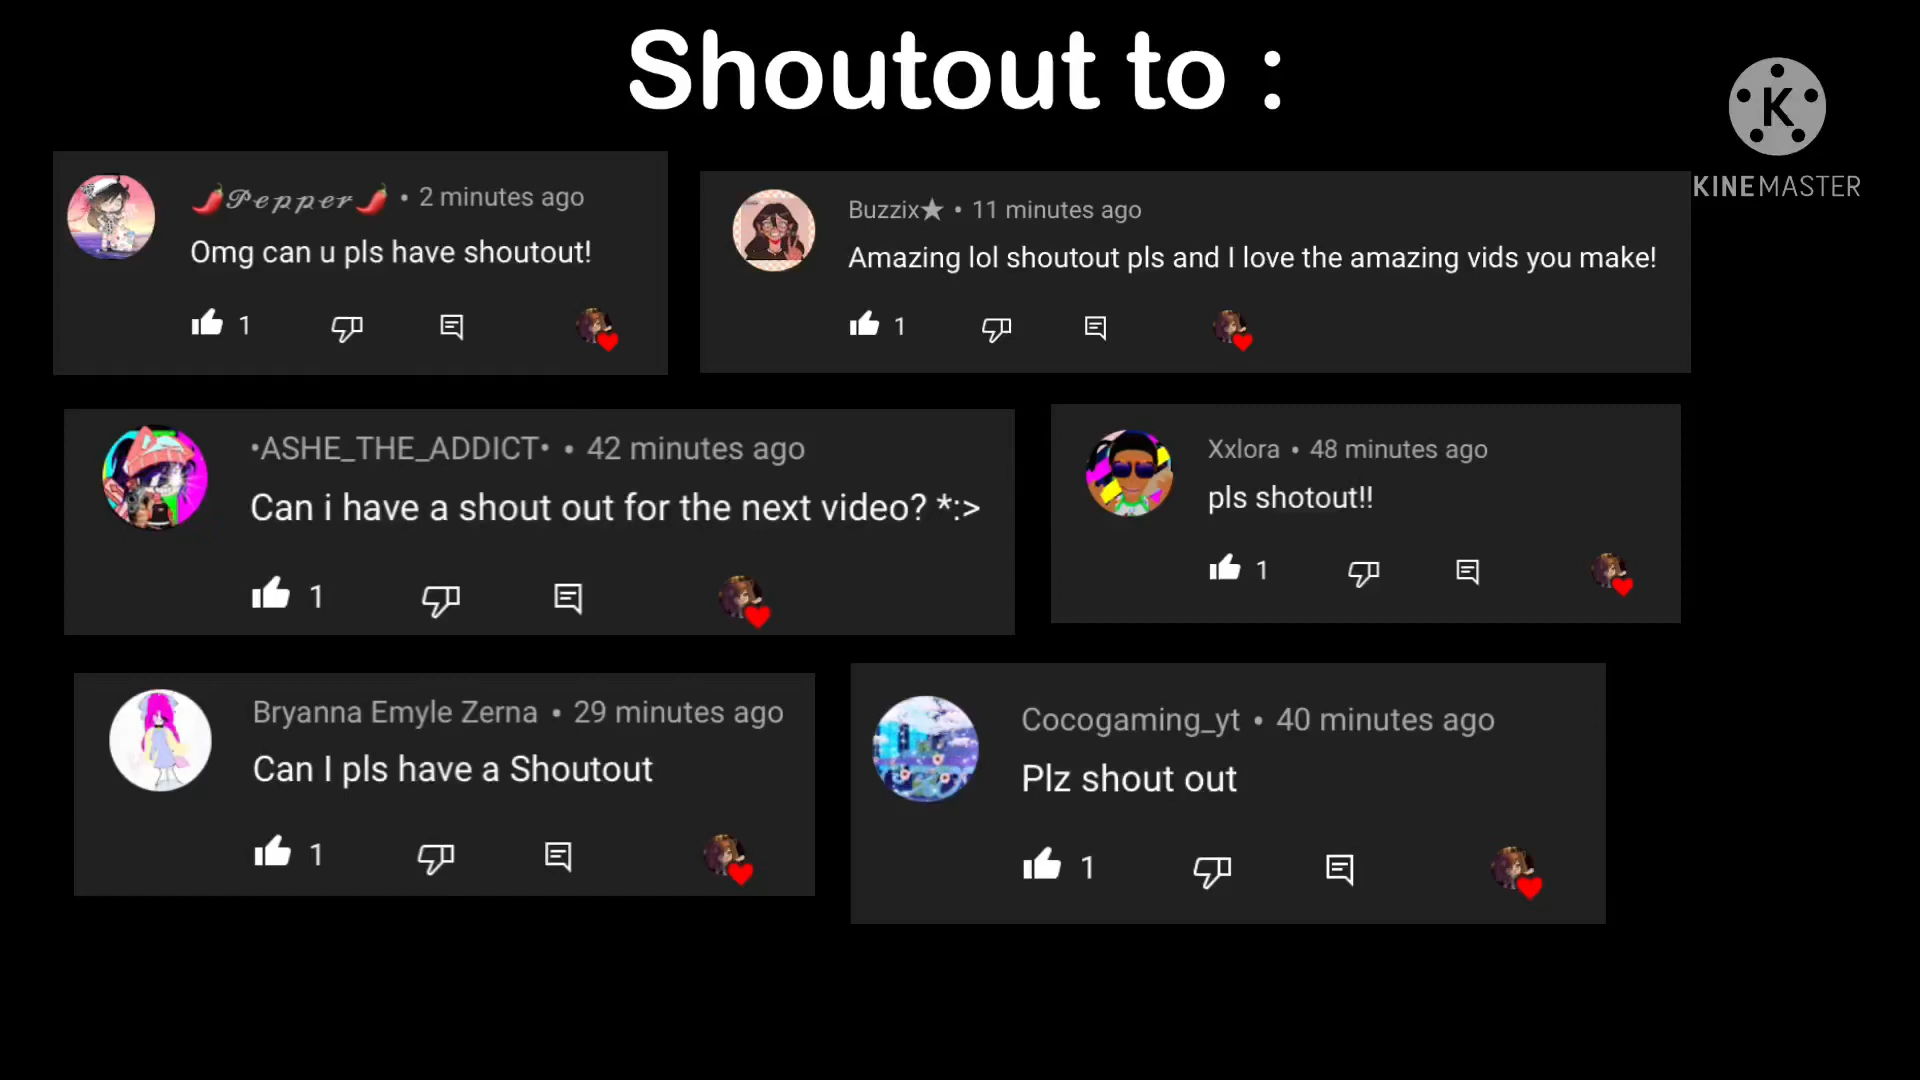 Shoutout to :
K
KINEMASTER
🌶️𝒫𝑒𝓅𝓅𝑒𝓇🌶️ • 2 minutes ago
Omg can u pls have shoutout!
1
Buzzix★ • 11 minutes ago
Amazing lol shoutout pls and I love the amazing vids you make!
1
•ASHE_THE_ADDICT• • 42 minutes ago
Can i have a shout out for the next video? *:>
1
Xxlora • 48 minutes ago
pls shotout!!
1
Bryanna Emyle Zerna • 29 minutes ago
Can I pls have a Shoutout
1
Cocogaming_yt • 40 minutes ago
Plz shout out
1